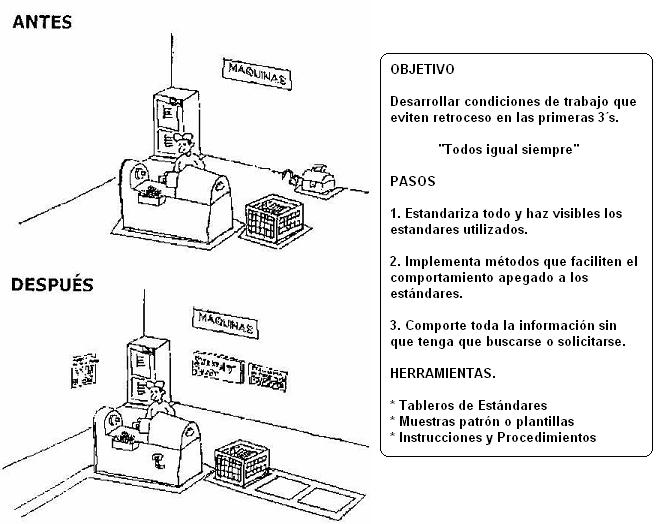 ANTES
MAQUINAS
DESPUÉS
MAQUINAS
OBJETIVO
Desarrollar condiciones de trabajo que
eviten retroceso en las primeras 3´s.
"Todos igual siempre"
PASOS
1. Estandariza todo y haz visibles los
estandares utilizados.
2. Implementa métodos que faciliten el
comportamiento apegado a los
estándares.
3. Comporte toda la información sin
que tenga que buscarse o solicitarse.
HERRAMIENTAS.
* Tableros de Estándares
* Muestras patrón o plantillas
* Instrucciones y Procedimientos